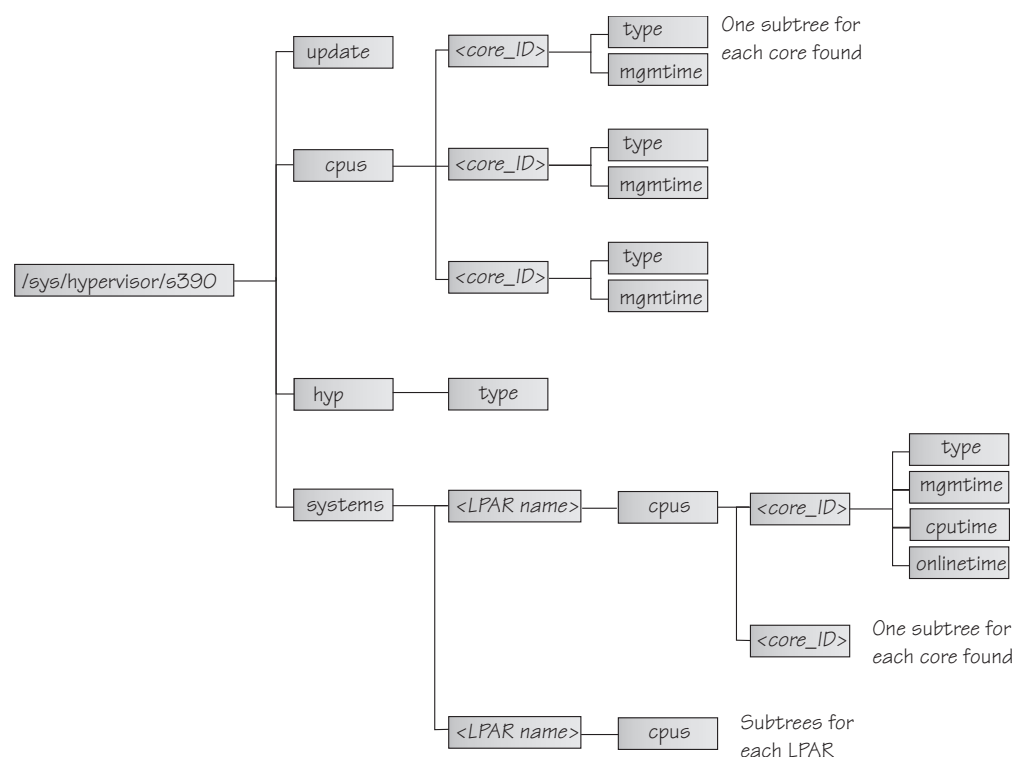 type
One subtree for
each core found
update
<core_ID>
mgmtime
type
cpus
<core_ID>
mgmtime
type
<core_ID>
mgmtime
/sys/hypervisor/s390
hyp
type
type
mgmtime
systems
<LPAR name>
cpus
<core_ID>
cputime
onlinetime
<core_ID>
One subtree for
each core found
<LPAR name>
cpus
Subtrees for
each LPAR